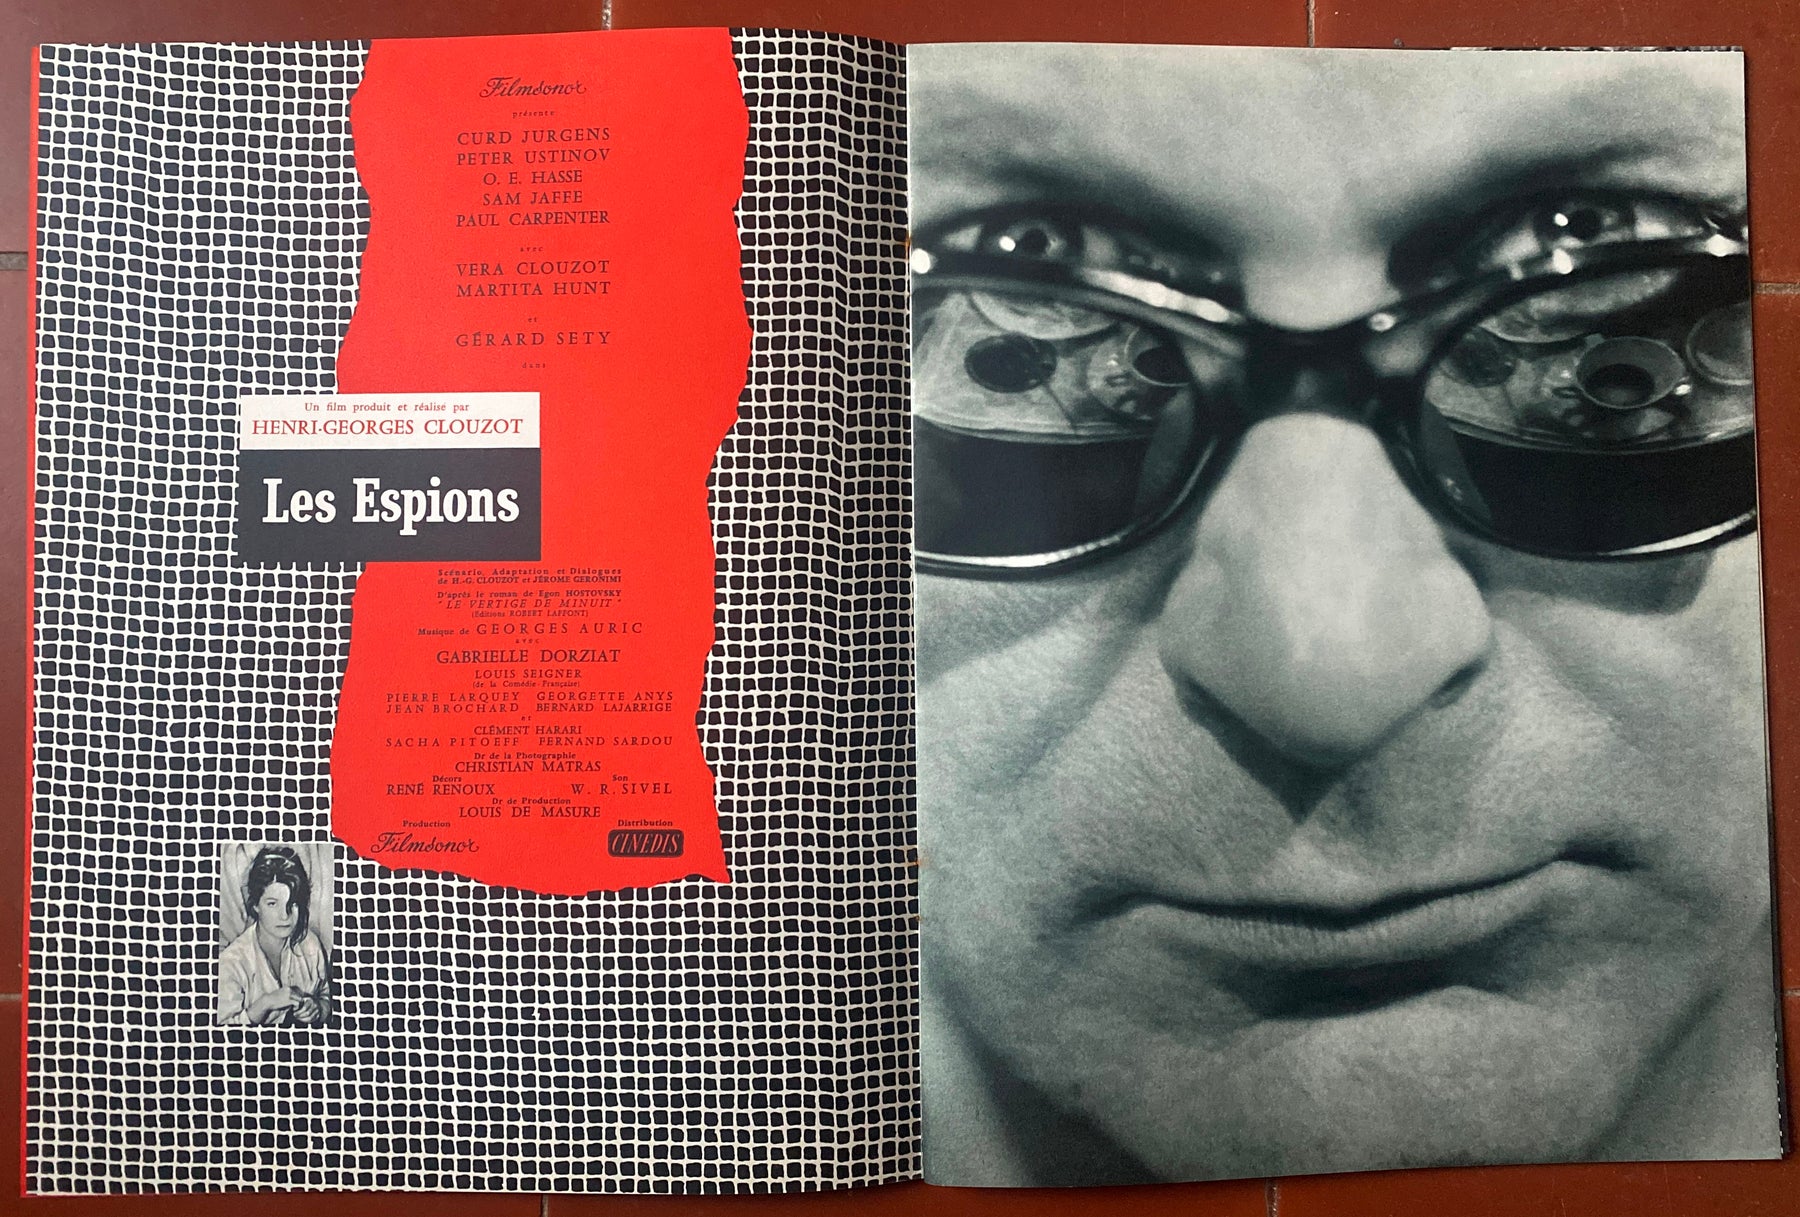 Filmsonor
présente
CURD JURGENS
PETER USTINOV
O. E. HASSE
SAM JAFFE
PAUL CARPENTER
avec
VERA CLOUZOT
MARTITA HUNT
et
GÉRARD SETY
dans
Un film produit et réalisé par
HENRI-GEORGES CLOUZOT
Les Espions
Scénario, Adaptation et Dialogues
de H.-G. CLOUZOT et JÉROME GERONIMI
D'après le roman de Egon HOSTOVSKY
" LE VERTIGE DE MINUIT "
(Editions ROBERT LAFFONT)
Musique de GEORGES AURIC
avec
GABRIELLE DORZIAT
LOUIS SEIGNER
(de la Comédie-Française)
PIERRE LARQUEY GEORGETTE ANYS
JEAN BROCHARD BERNARD LAJARRIGE
et
CLÉMENT HARARI
SACHA PITOEFF FERNAND SARDOU
Dr de la Photographie
CHRISTIAN MATRAS
Décors Son
RENÉ RENOUX W. R. SIVEL
Dr de Production
LOUIS DE MASURE
Production Distribution
Filmsonor CINEDIS